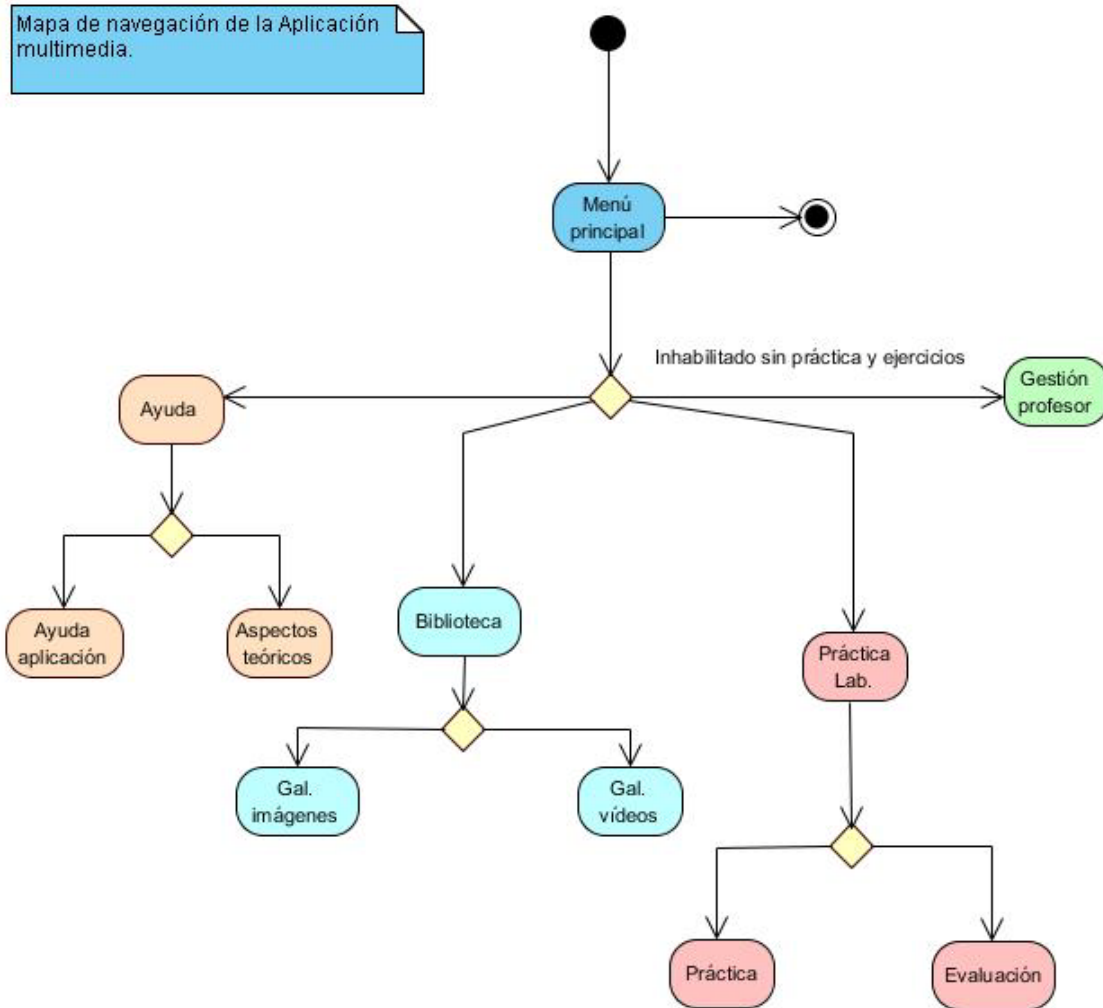 Mapa de navegación de la Aplicación
multimedia.
Menú
principal
Inhabilitado sin práctica y ejercicios
Gestión
profesor
Ayuda
Biblioteca
Ayuda
aplicación
Aspectos
teóricos
Práctica
Lab.
Gal.
imágenes
Gal.
vídeos
Práctica
Evaluación